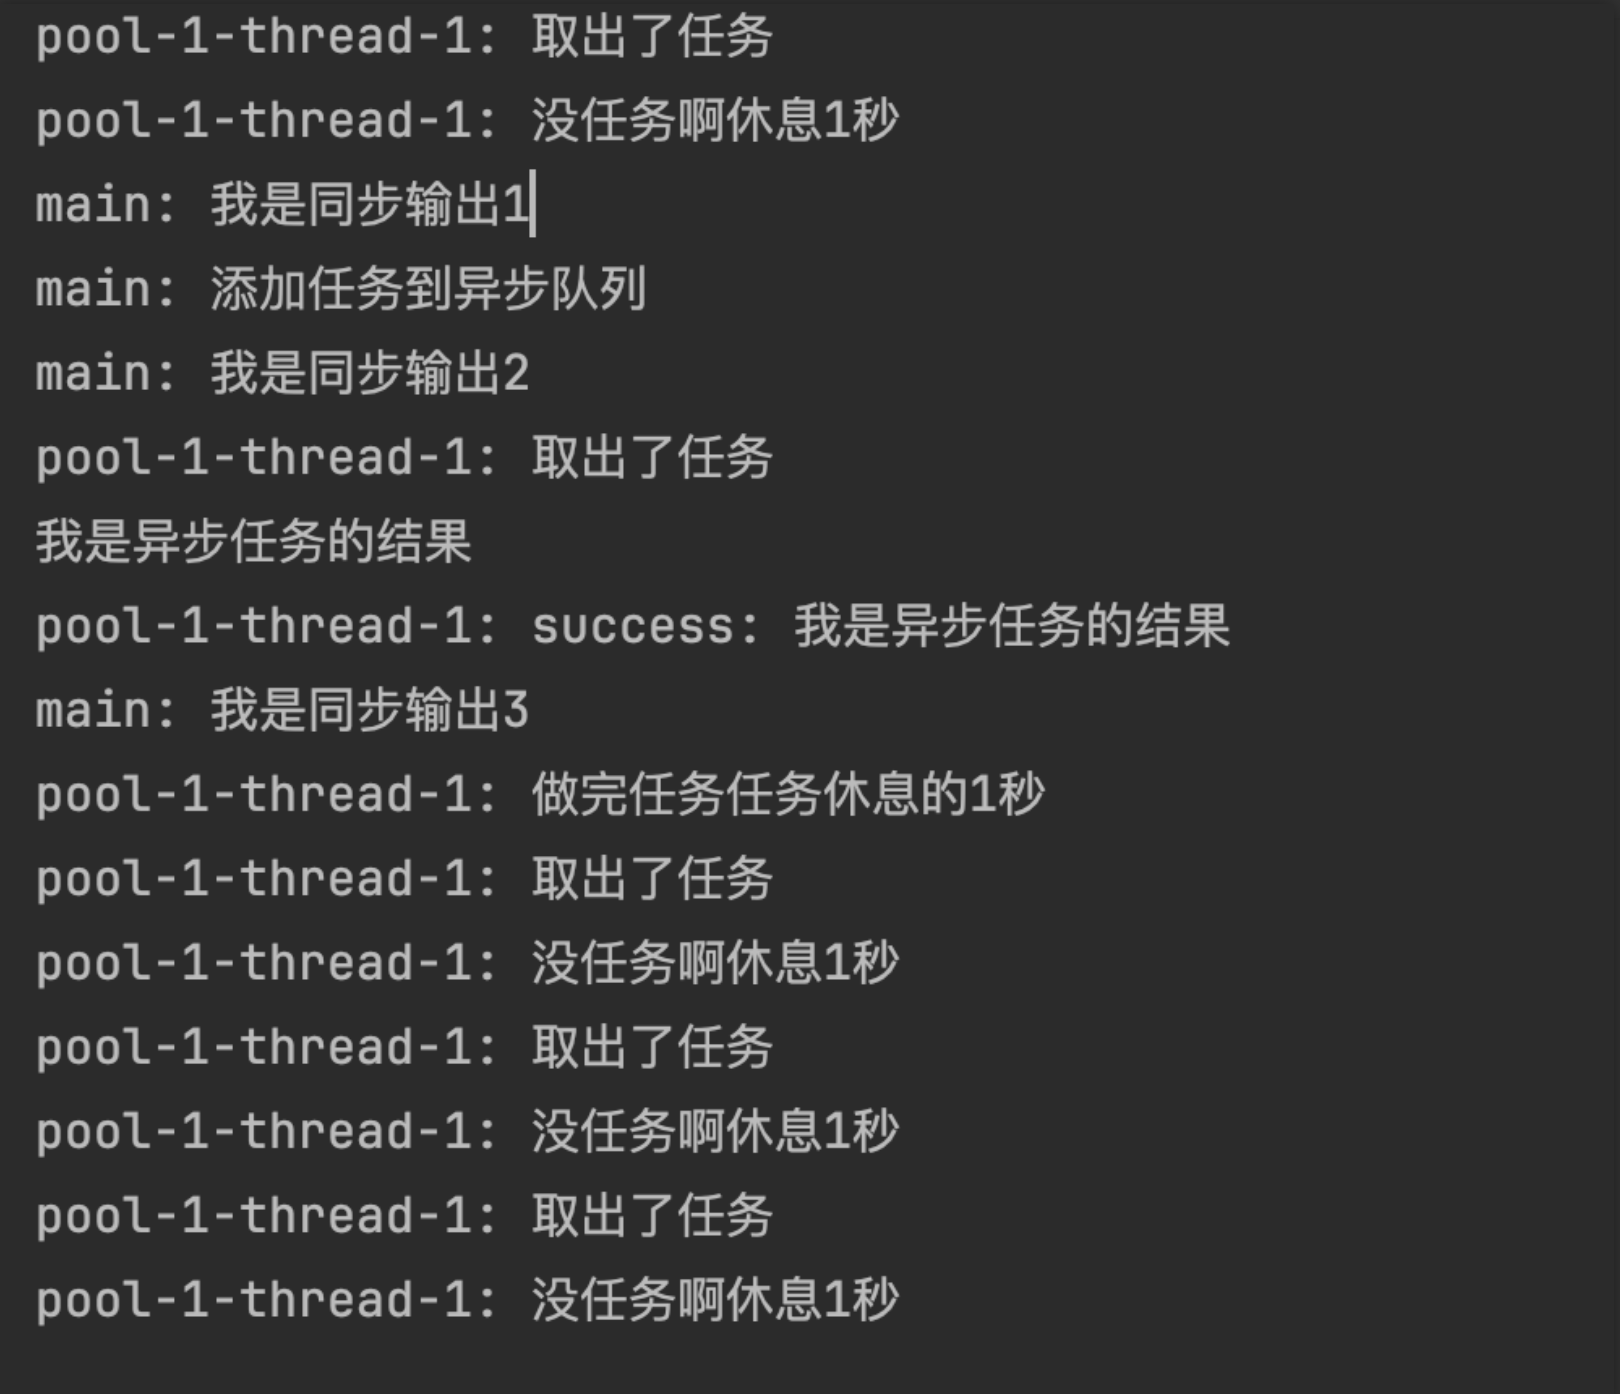 pool-1-thread-1: 取出了任务
pool-1-thread-1: 没任务啊休息1秒
main: 我是同步输出1
main: 添加任务到异步队列
main: 我是同步输出2
pool-1-thread-1: 取出了任务
我是异步任务的结果
pool-1-thread-1: success: 我是异步任务的结果
main: 我是同步输出3
pool-1-thread-1: 做完任务任务休息的1秒
pool-1-thread-1: 取出了任务
pool-1-thread-1: 没任务啊休息1秒
pool-1-thread-1: 取出了任务
pool-1-thread-1: 没任务啊休息1秒
pool-1-thread-1: 取出了任务
pool-1-thread-1: 没任务啊休息1秒